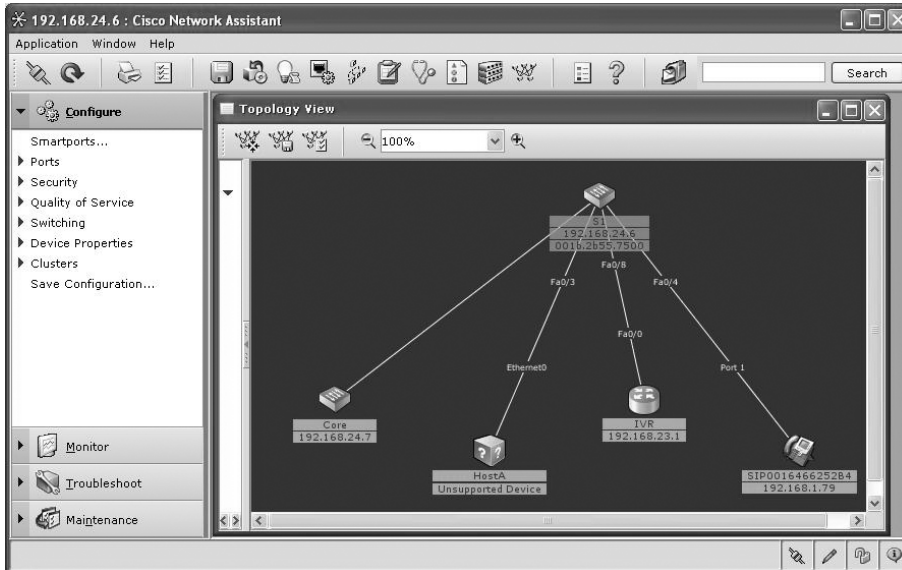 192.168.24.6 : Cisco Network Assistant
Application Window Help
Search
Configure
Smartports...
Ports
Security
Quality of Service
Switching
Device Properties
Clusters
Save Configuration...
Monitor
Troubleshoot
Maintenance
Topology View
100%
S1
192.168.24.6
001b.2b55.7500
Fa0/8
Fa0/3
Fa0/4
Fa0/0
Ethernet0
Port 1
Core
192.168.24.7
IVR
192.168.23.1
HostA
Unsupported Device
SIP0016466252B4
192.168.1.79